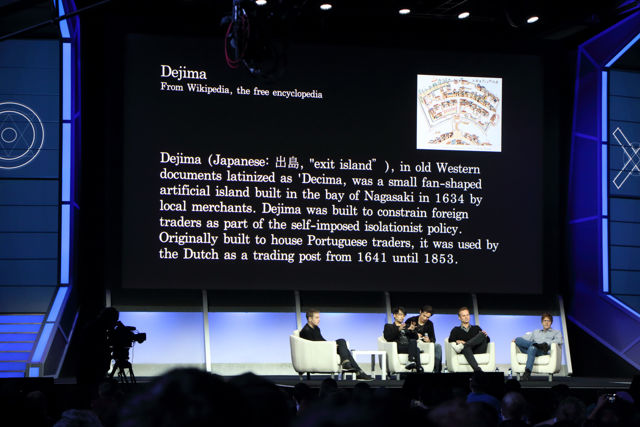 Dejima
From Wikipedia, the free encyclopedia
Dejima (Japanese: 出島, "exit island"), in old Western
documents latinized as 'Decima, was a small fan-shaped
artificial island built in the bay of Nagasaki in 1634 by
local merchants. Dejima was built to constrain foreign
traders as part of the self-imposed isolationist policy.
Originally built to house Portuguese traders, it was used by
the Dutch as a trading post from 1641 until 1853.